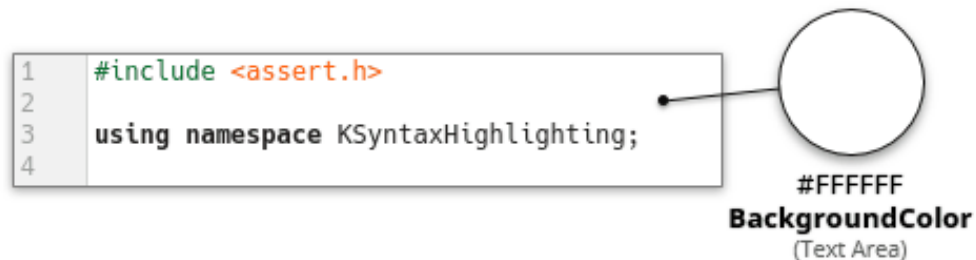 1 #include <assert.h>
2
3 using namespace KSyntaxHighlighting;
4
#FFFFFF
BackgroundColor
(Text Area)